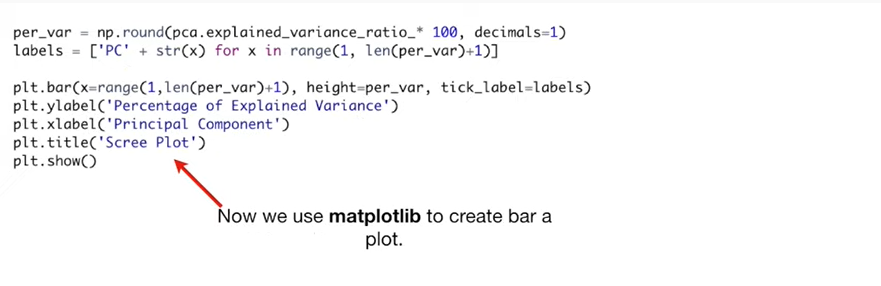 per_var = np.round(pca.explained_variance_ratio_* 100, decimals=1)
labels = ['PC' + str(x) for x in range(1, len(per_var)+1)]
plt.bar(x=range(1,len(per_var)+1), height=per_var, tick_label=labels)
plt.ylabel('Percentage of Explained Variance')
plt.xlabel('Principal Component')
plt.title('Scree Plot')
plt.show()
Now we use matplotlib to create bar a
plot.